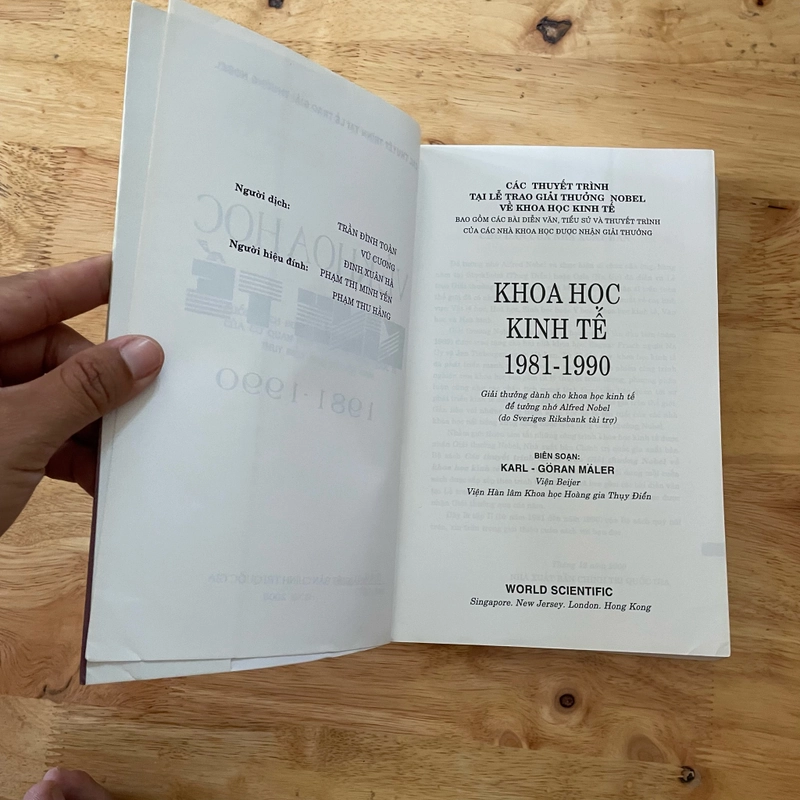 Người dịch:
TRẦN ĐÌNH TOÀN
VŨ CƯƠNG
ĐINH XUÂN HÀ
Người hiệu đính: PHẠM THỊ MINH YẾN
PHẠM THU HẰNG
CÁC THUYẾT TRÌNH
TẠI LỄ TRAO GIẢI THƯỞNG NOBEL
VỀ KHOA HỌC KINH TẾ
BAO GỒM CÁC BÀI DIỄN VĂN, TIỂU SỬ VÀ THUYẾT TRÌNH
CỦA CÁC NHÀ KHOA HỌC ĐƯỢC NHẬN GIẢI THƯỞNG
KHOA HỌC
KINH TẾ
1981-1990
Giải thưởng dành cho khoa học kinh tế
để tưởng nhớ Alfred Nobel
(do Sveriges Riksbank tài trợ)
BIÊN SOẠN:
KARL - GÖRAN MÄLER
Viện Beijer
Viện Hàn lâm Khoa học Hoàng gia Thụy Điển
WORLD SCIENTIFIC
Singapore. New Jersey. London. Hong Kong